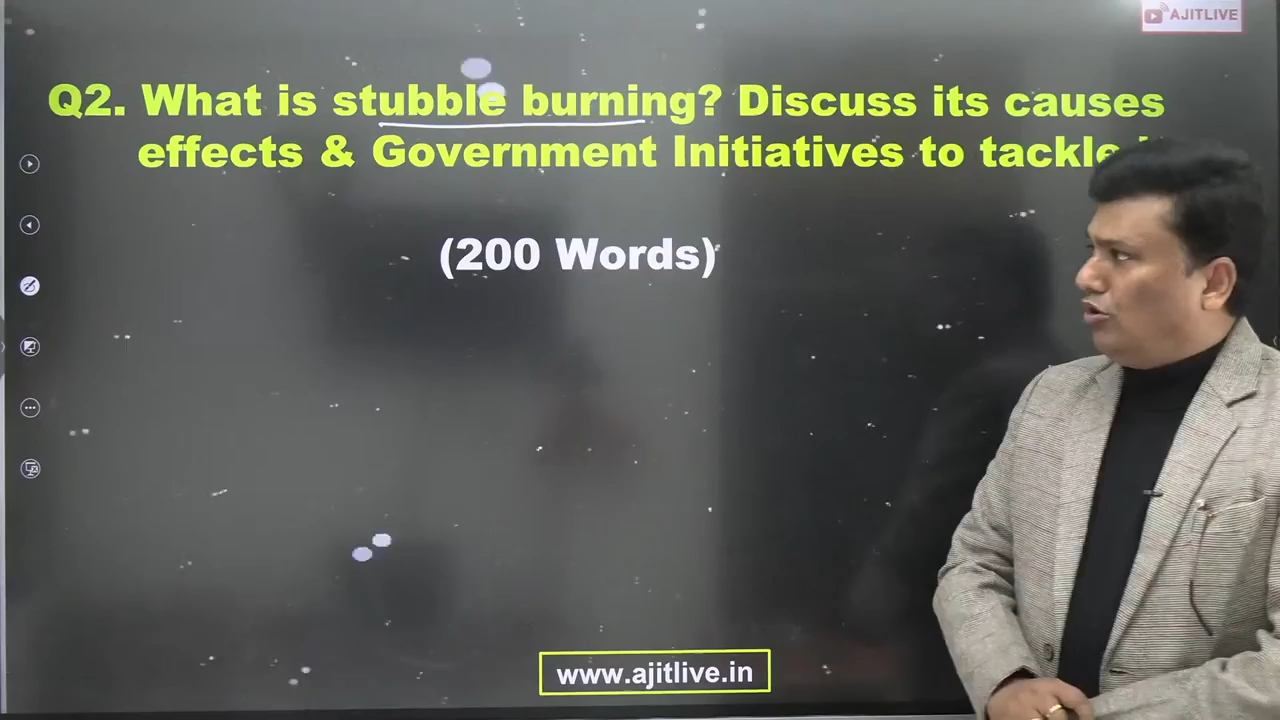 AJITLIVE
Q2. What is stubble burning? Discuss its causes
effects & Government Initiatives to tackle
(200 Words)
www.ajitlive.in